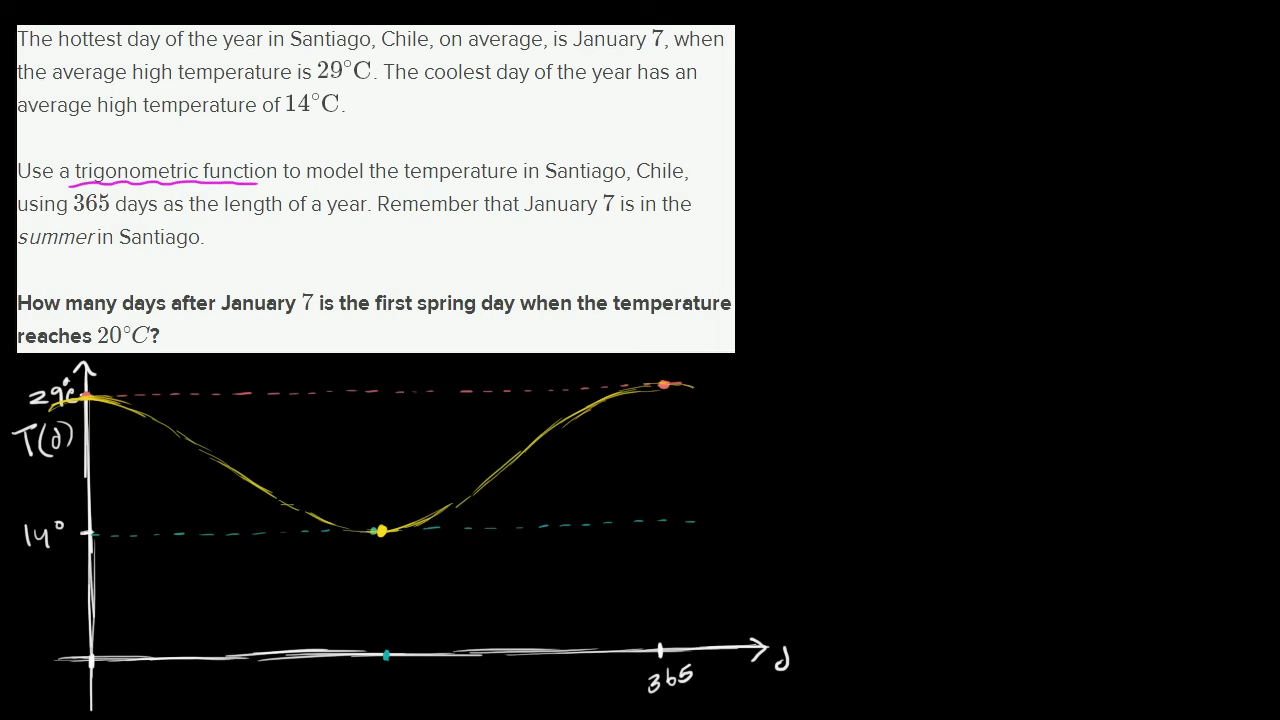 The hottest day of the year in Santiago, Chile, on average, is January 7, when
the average high temperature is 29°C. The coolest day of the year has an
average high temperature of 14°C.
Use a trigonometric function to model the temperature in Santiago, Chile,
using 365 days as the length of a year. Remember that January 7 is in the
summer in Santiago.
How many days after January 7 is the first spring day when the temperature
reaches 20°C?
29°C
T(d)
14°
365
d